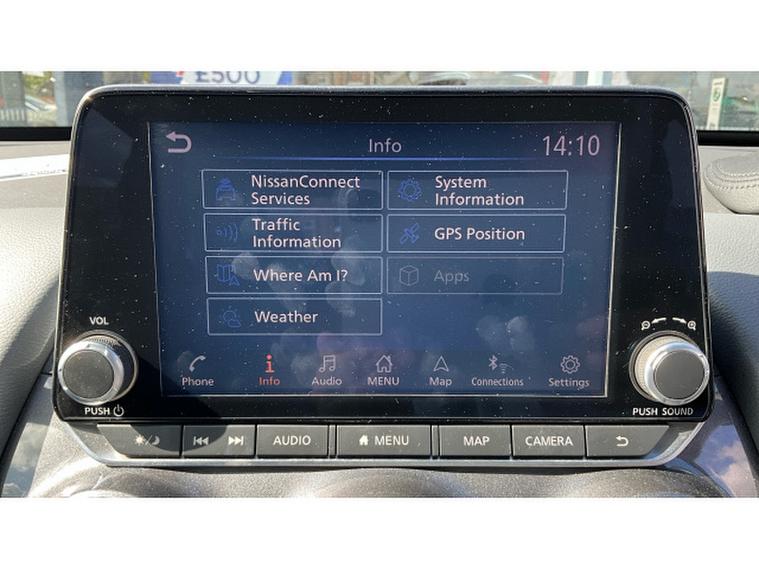 £500
Info
14:10
NissanConnect
Services
System
Information
Traffic
Information
GPS Position
Where Am I?
Apps
Weather
VOL
PUSH
Phone
Info
Audio
MENU
Map
Connections
Settings
PUSH SOUND
AUDIO
MENU
MAP
CAMERA